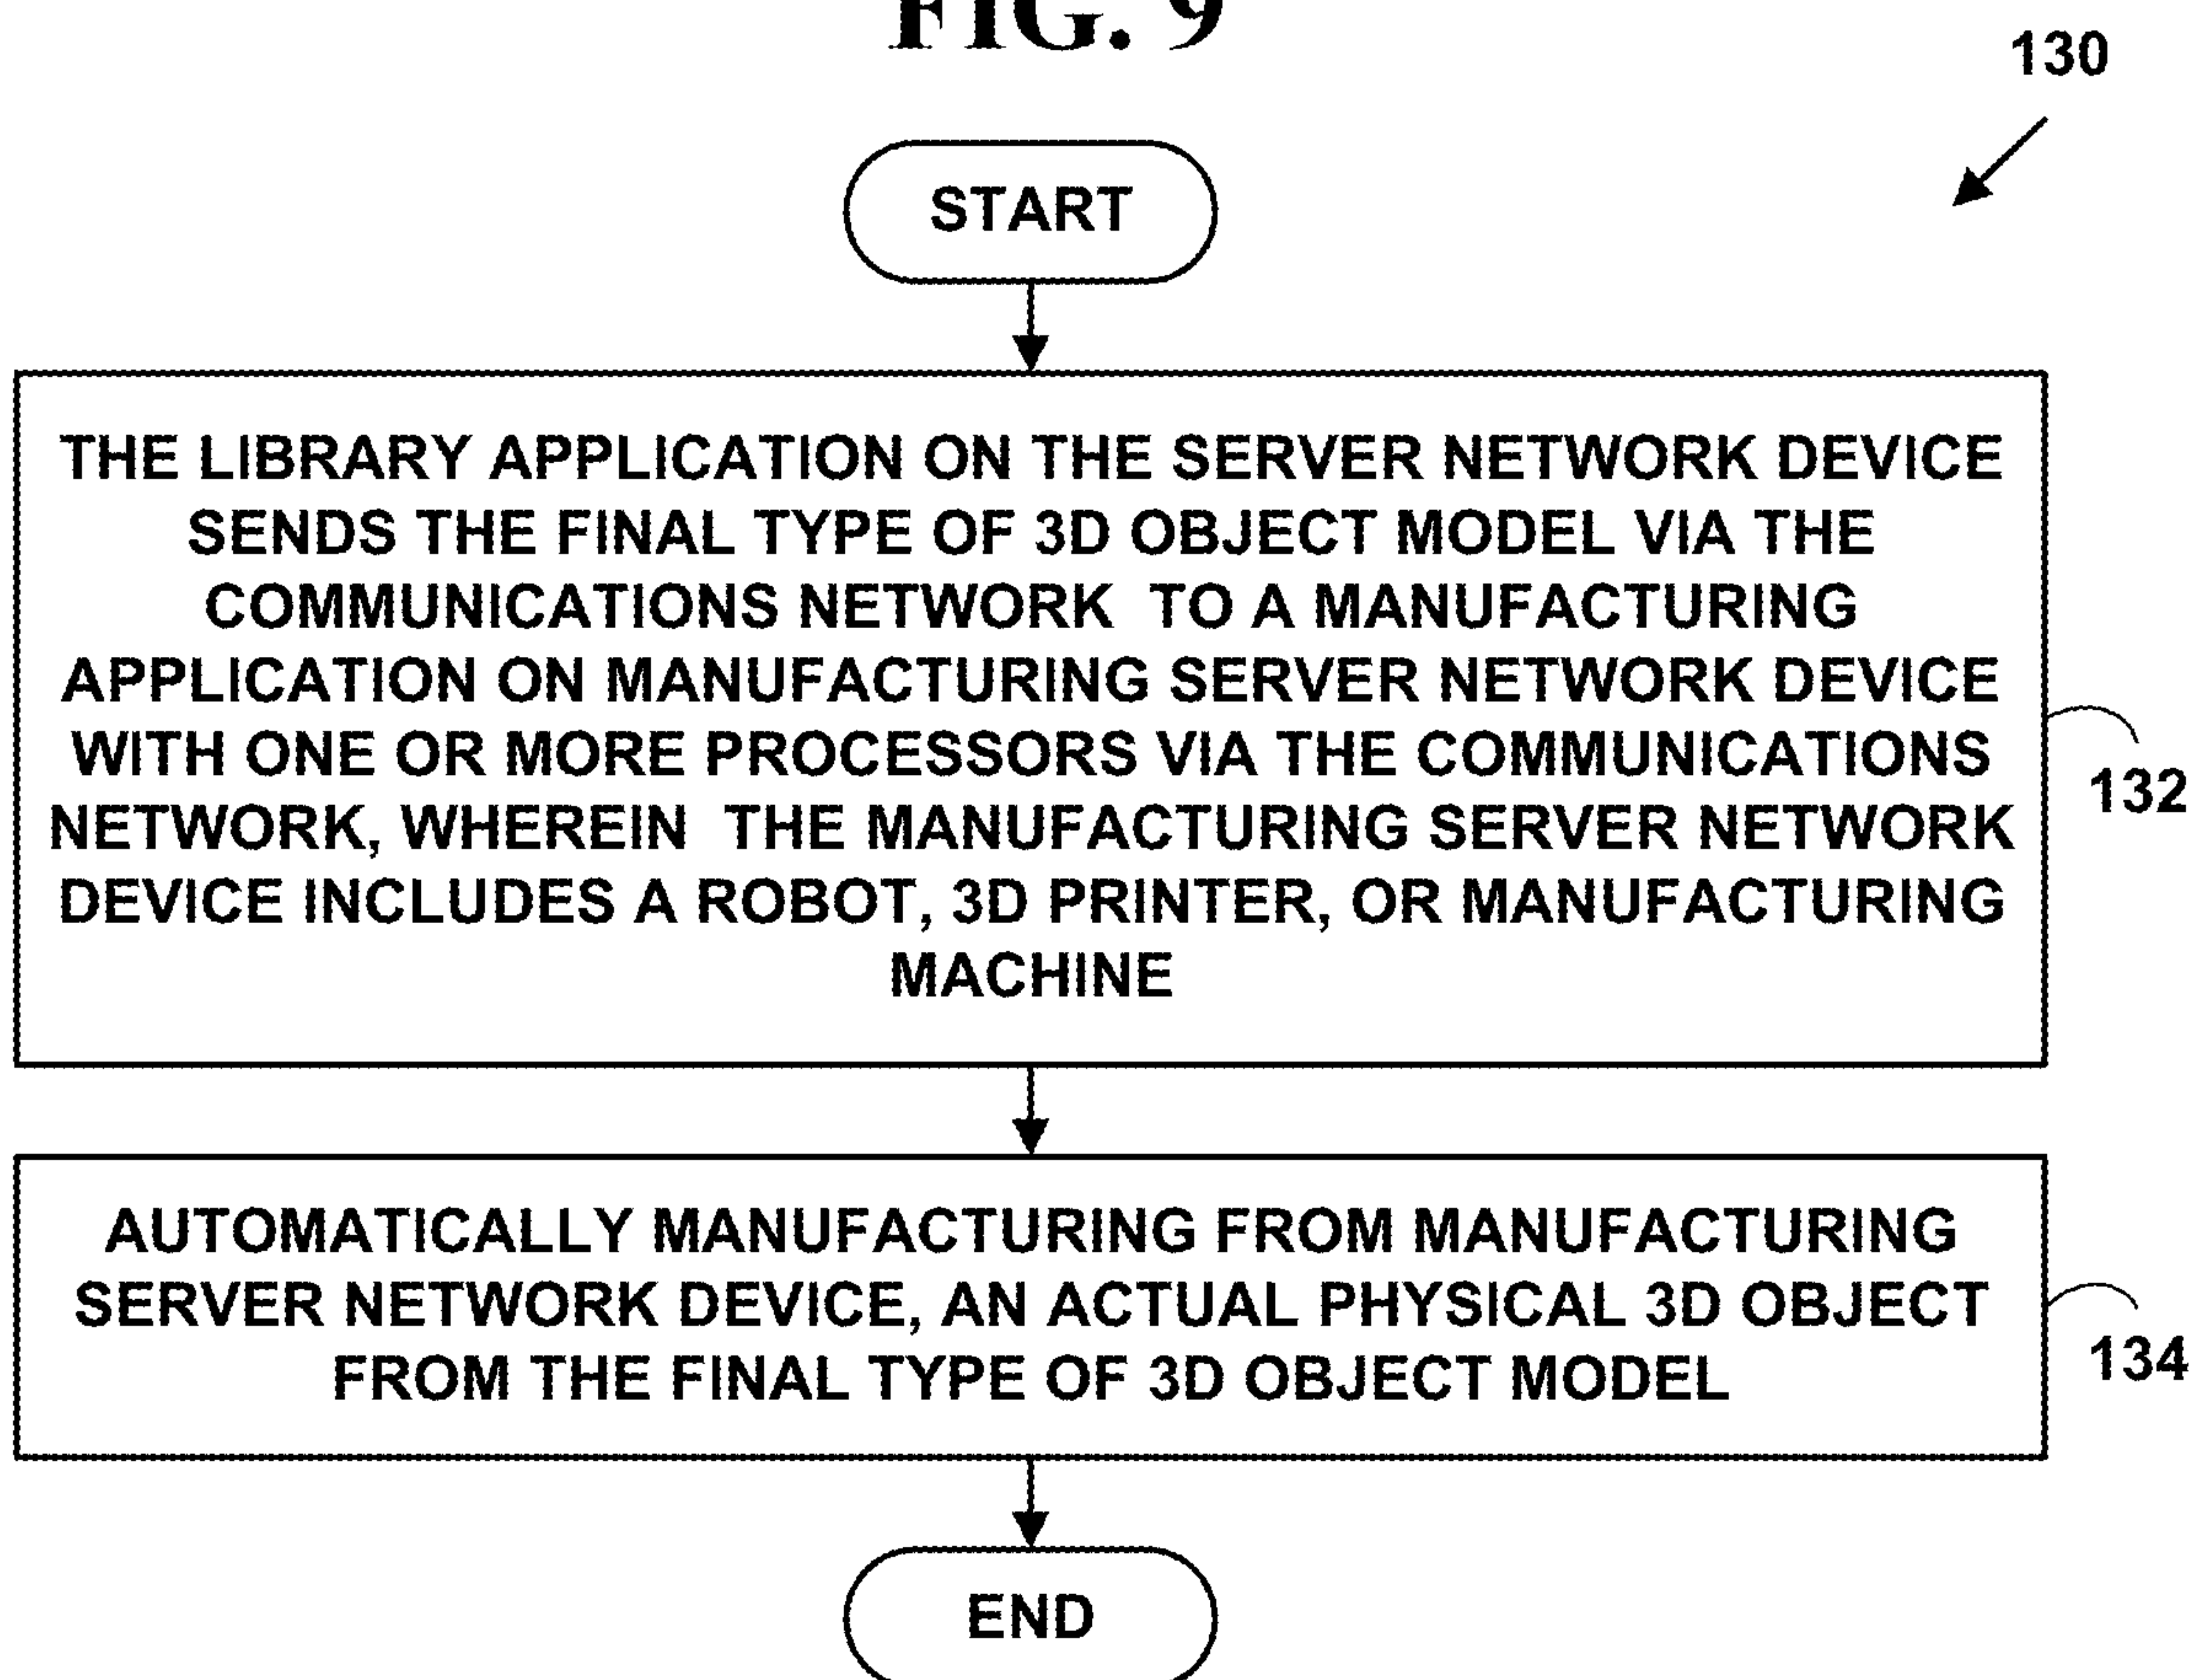 FIG. 9
130
START
THE LIBRARY APPLICATION ON THE SERVER NETWORK DEVICE
SENDS THE FINAL TYPE OF 3D OBJECT MODEL VIA THE
COMMUNICATIONS NETWORK TO A MANUFACTURING
APPLICATION ON MANUFACTURING SERVER NETWORK DEVICE
WITH ONE OR MORE PROCESSORS VIA THE COMMUNICATIONS
NETWORK, WHEREIN THE MANUFACTURING SERVER NETWORK
DEVICE INCLUDES A ROBOT, 3D PRINTER, OR MANUFACTURING
MACHINE
132
AUTOMATICALLY MANUFACTURING FROM MANUFACTURING
SERVER NETWORK DEVICE, AN ACTUAL PHYSICAL 3D OBJECT
FROM THE FINAL TYPE OF 3D OBJECT MODEL
134
END